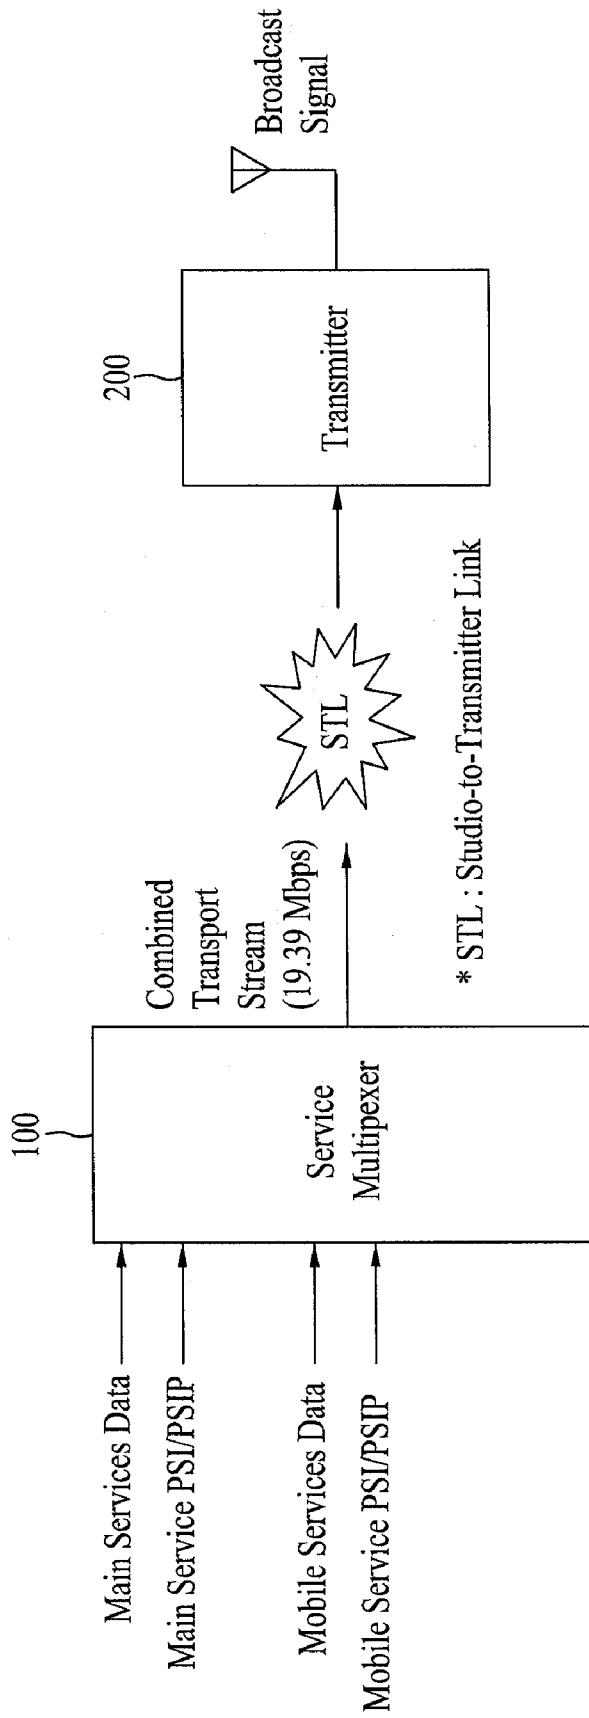 Main Services Data
Main Service PSI/PSIP
Mobile Services Data
Mobile Service PSI/PSIP
100
Service
Multipexer
Combined
Transport
Stream
(19.39 Mbps)
STL
* STL : Studio-to-Transmitter Link
200
Transmitter
Broadcast
Signal